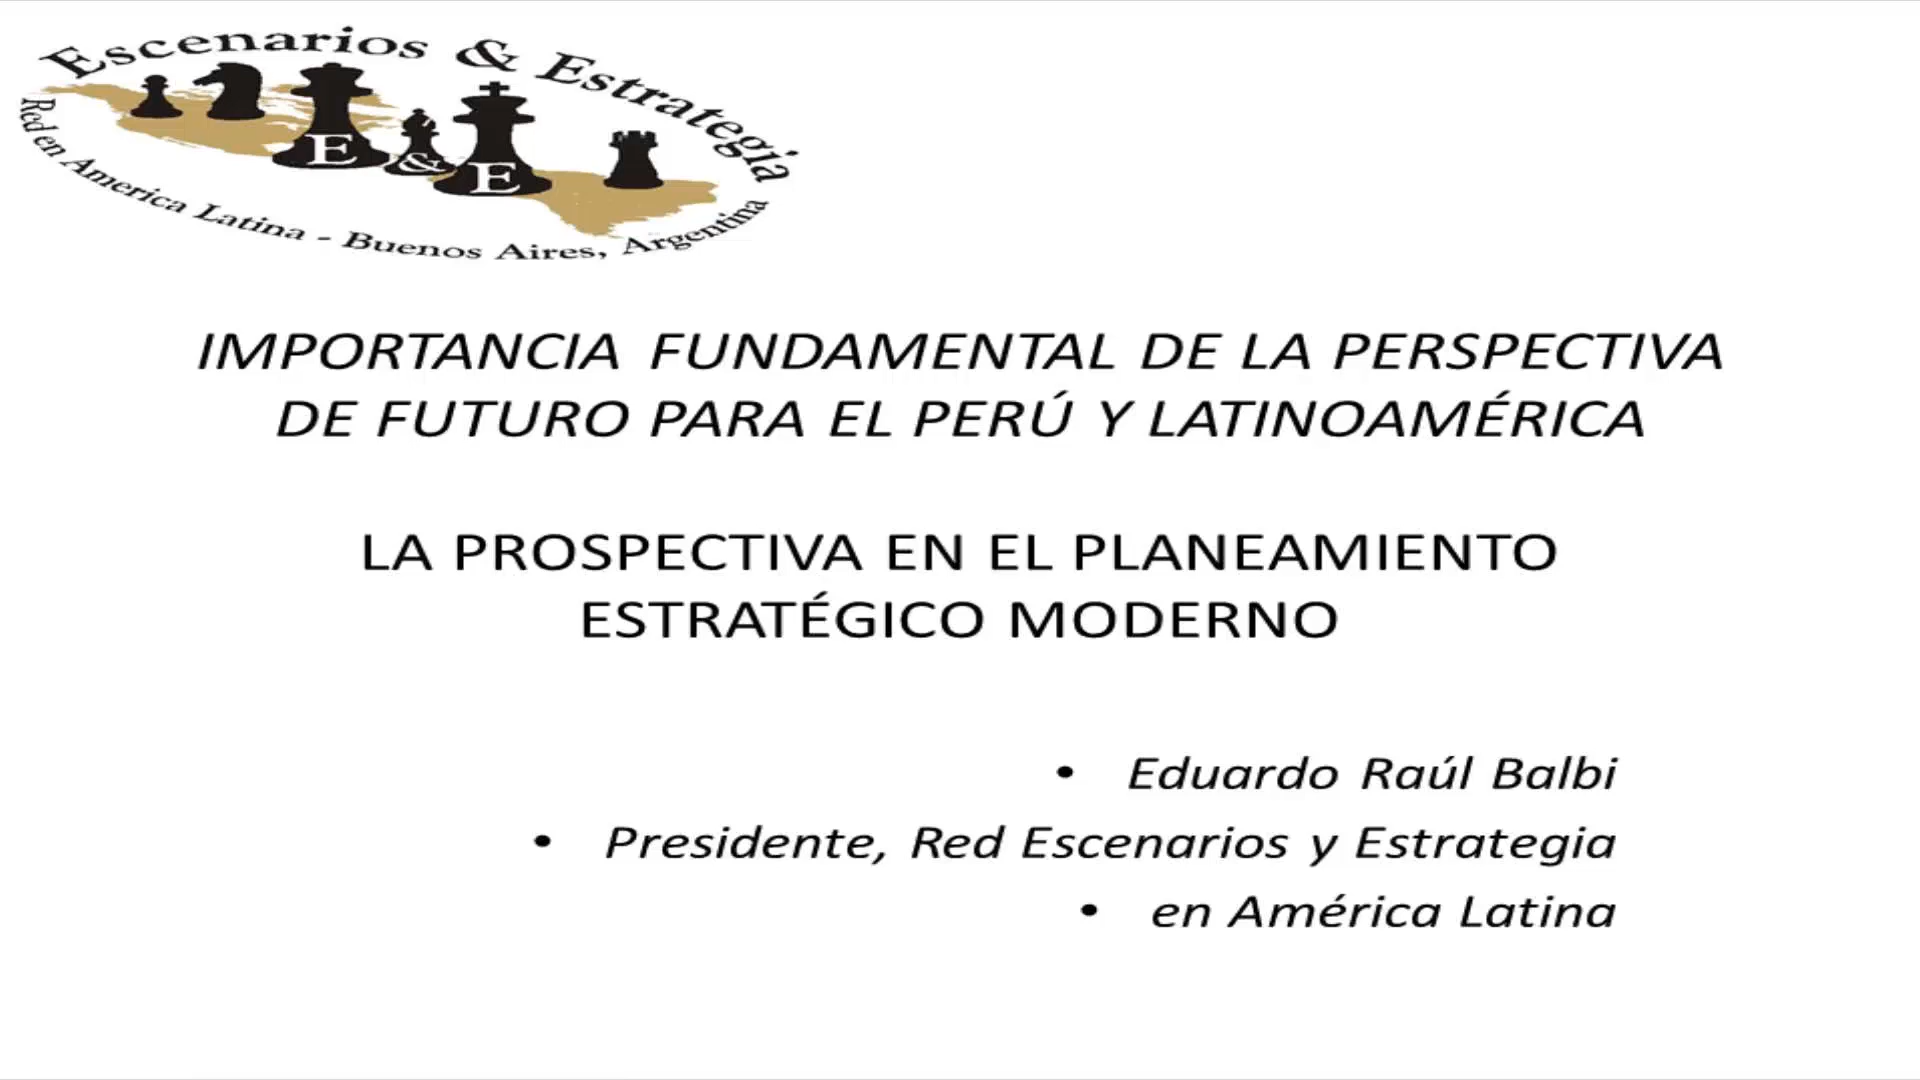 Escenarios & Estrategia
E & E
Red en America Latina - Buenos Aires, Argentina
IMPORTANCIA FUNDAMENTAL DE LA PERSPECTIVA
DE FUTURO PARA EL PERÚ Y LATINOAMÉRICA
LA PROSPECTIVA EN EL PLANEAMIENTO
ESTRATÉGICO MODERNO
• Eduardo Raúl Balbi
• Presidente, Red Escenarios y Estrategia
• en América Latina